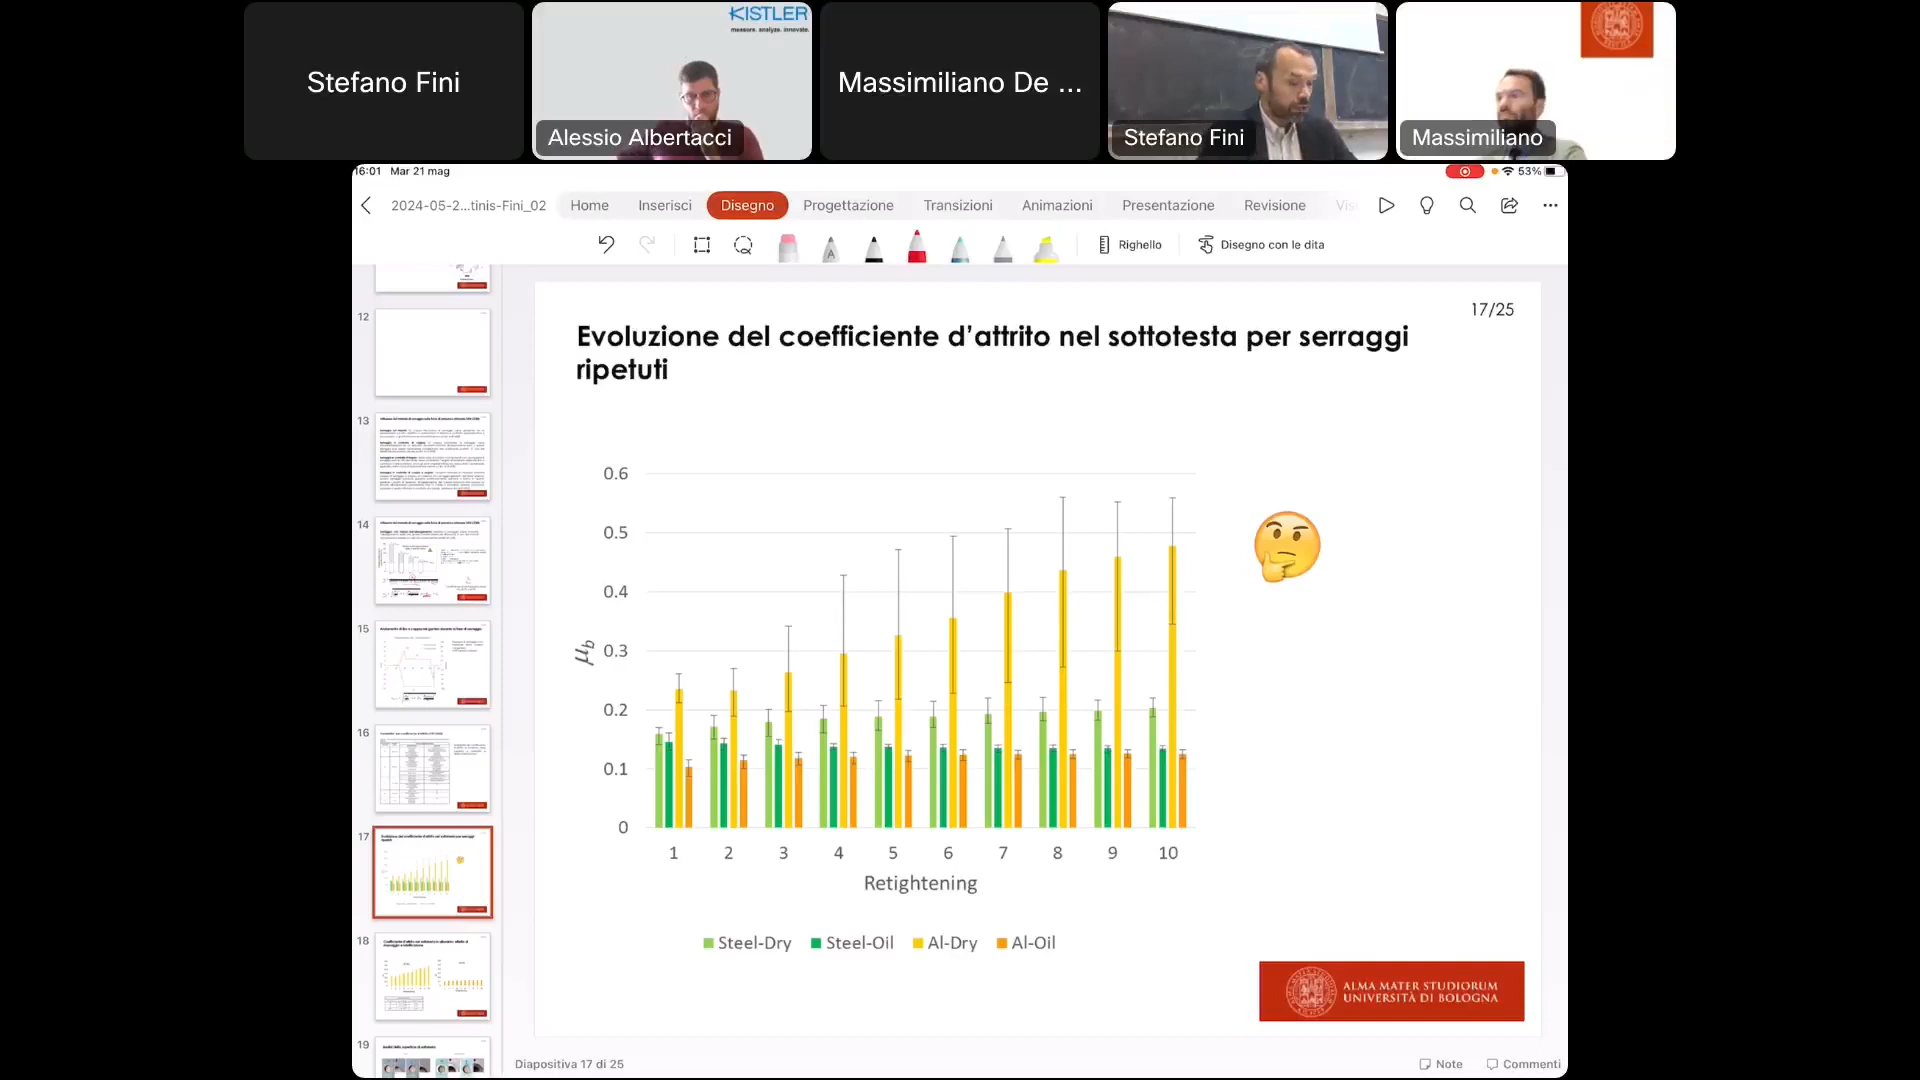 Stefano Fini
KISTLER
measure. analyze. innovate.
Alessio Albertacci
Massimiliano De ...
Stefano Fini
Massimiliano
16:01 Mar 21 mag
53%
2024-05-2...tinis-Fini_02
Home
Inserisci
Disegno
Progettazione
Transizioni
Animazioni
Presentazione
Revisione
Righello
Disegno con le dita
12
13
14
15
16
17
18
19
17/25
Evoluzione del coefficiente d'attrito nel sottotesta per serraggi
ripetuti
0.6
0.5
0.4
0.3
0.2
0.1
0
μb
1 2 3 4 5 6 7 8 9 10
Retightening
Steel-Dry Steel-Oil Al-Dry Al-Oil
ALMA MATER STUDIORUM
UNIVERSITÀ DI BOLOGNA
Diapositiva 17 di 25
Note
Commenti